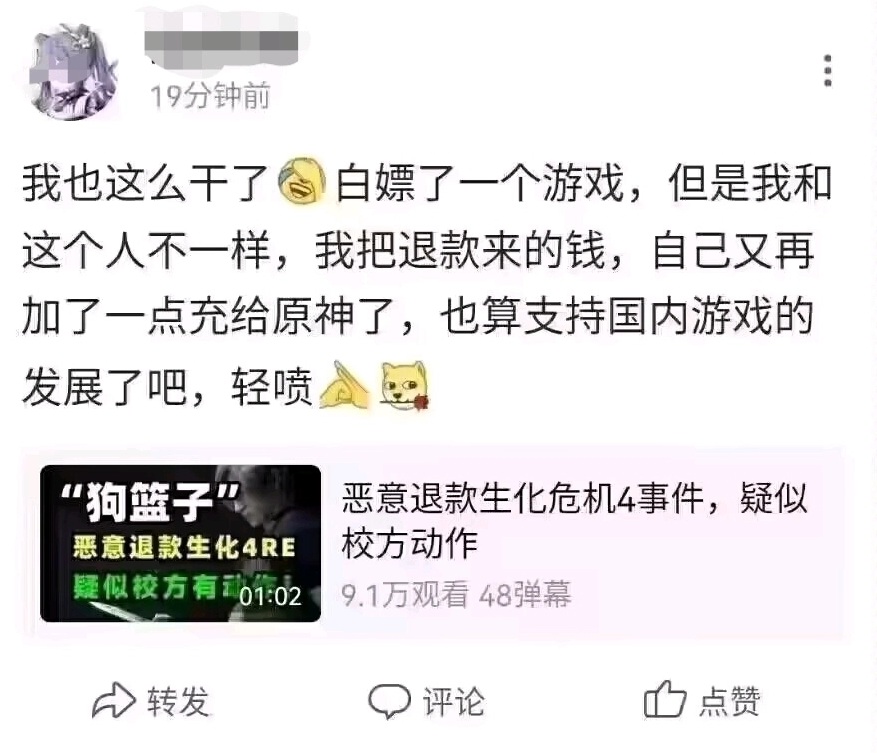 19分钟前
我也这么干了白嫖了一个游戏，但是我和
这个人不一样，我把退款来的钱，自己又再
加了一点充给原神了，也算支持国内游戏的
发展了吧，轻喷
“狗篮子”
恶意退款生化4RE
疑似校方有动作！
01:02
恶意退款生化危机4事件，疑似
校方动作
9.1万观看 48弹幕
转发
评论
点赞